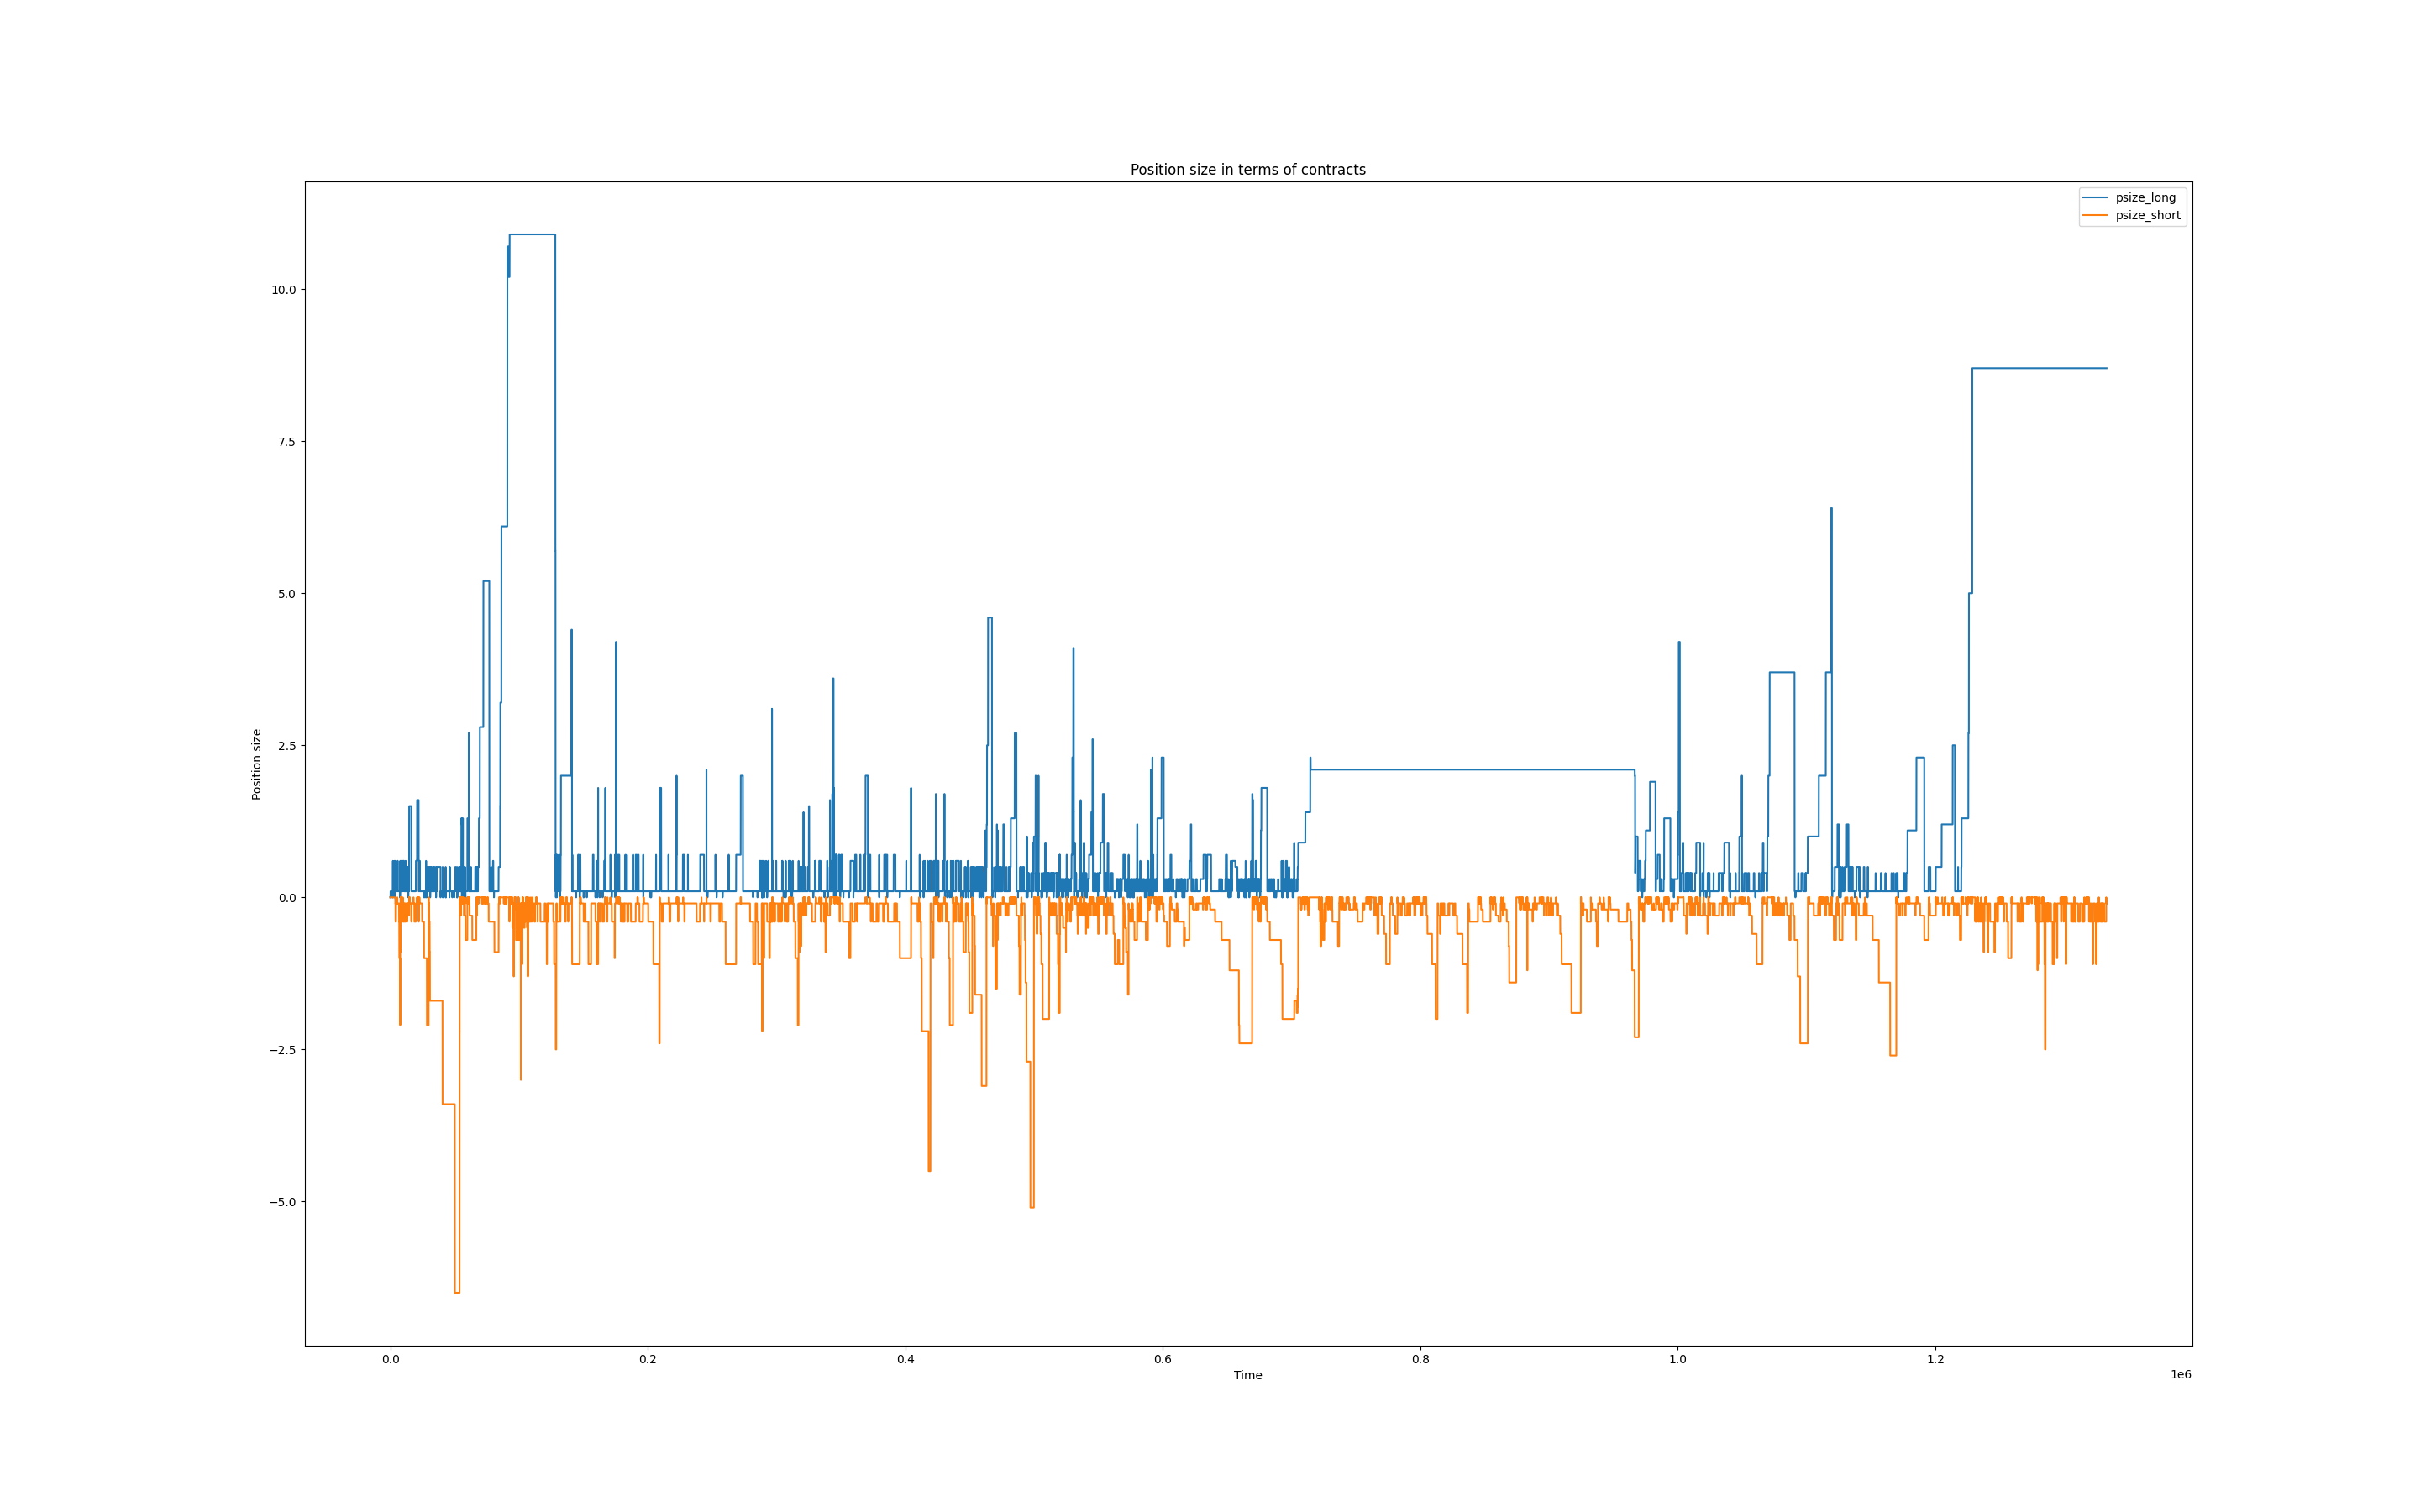 Position size in terms of contracts
psize_long
psize_short
Position size
10.0
7.5
5.0
2.5
0.0
−2.5
−5.0
0.0 0.2 0.4 0.6 0.8 1.0 1.2
Time
1e6